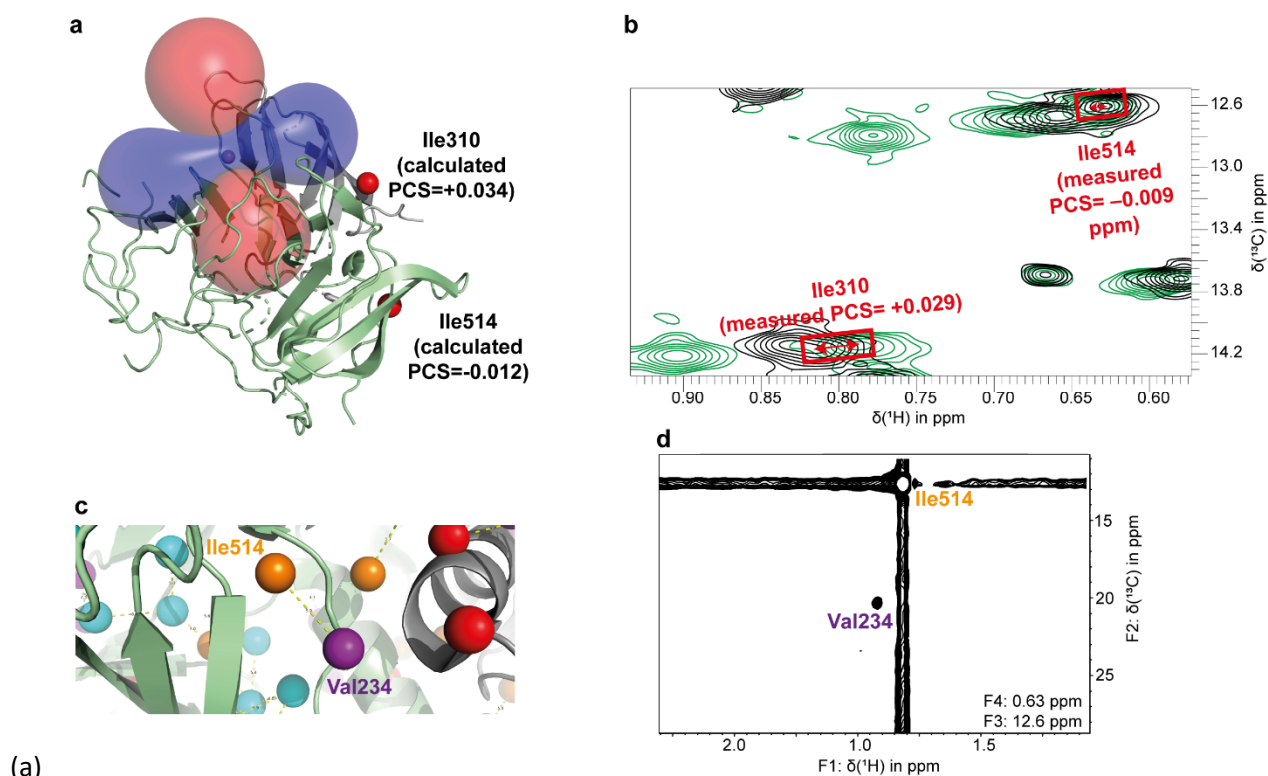 a
Ile310
(calculated
PCS=+0.034)
Ile514
(calculated
PCS=-0.012)
b
Ile514
(measured
PCS= –0.009
ppm)
Ile310
(measured PCS= +0.029)
12.6
13.0
13.4
13.8
14.2
δ(¹³C) in ppm
0.90
0.85
0.80
0.75
0.70
0.65
0.60
δ(¹H) in ppm
c
Ile514
Val234
d
Ile514
Val234
15
20
25
F2: δ(¹³C) in ppm
F4: 0.63 ppm
F3: 12.6 ppm
2.0
1.0
1.5
F1: δ(¹H) in ppm
(a)